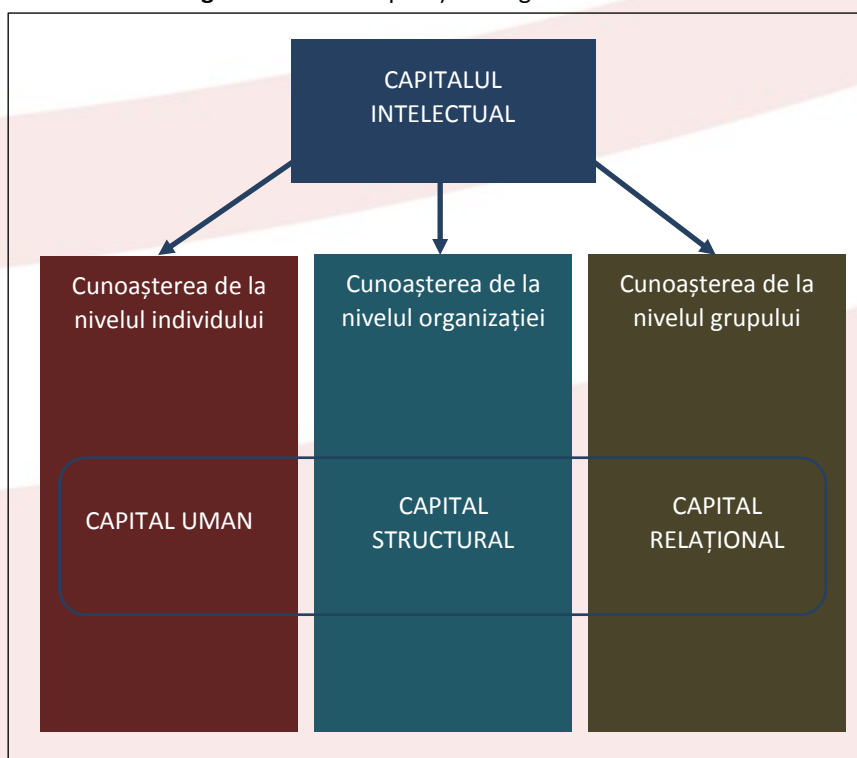 CAPITALUL
INTELECTUAL
Cunoașterea de la
nivelul individului
Cunoașterea de la
nivelul organizației
Cunoașterea de la
nivelul grupului
CAPITAL UMAN
CAPITAL
STRUCTURAL
CAPITAL
RELAȚIONAL